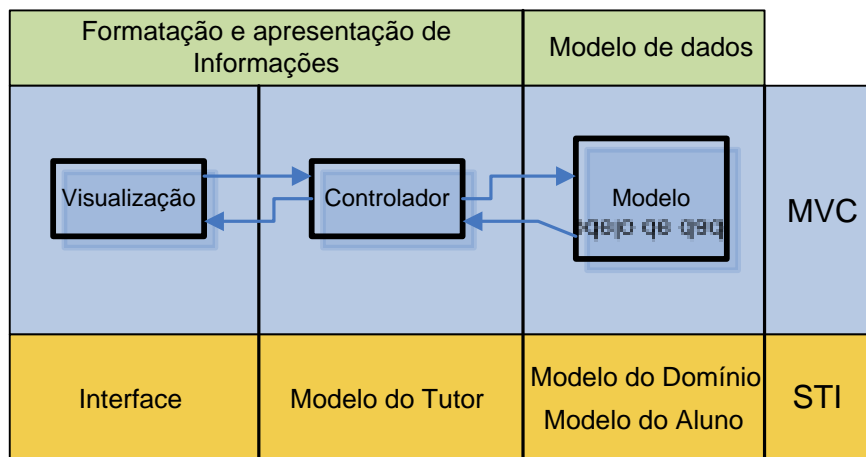 Formatação e apresentação de
Informações
Modelo de dados
Visualização
Controlador
Modelo
MVC
Interface
Modelo do Tutor
Modelo do Domínio
Modelo do Aluno
STI